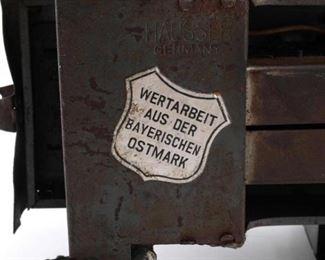 HAUSSER
GERMANY
WERTARBEIT
AUS DER
BAYERISCHEN
OSTMARK